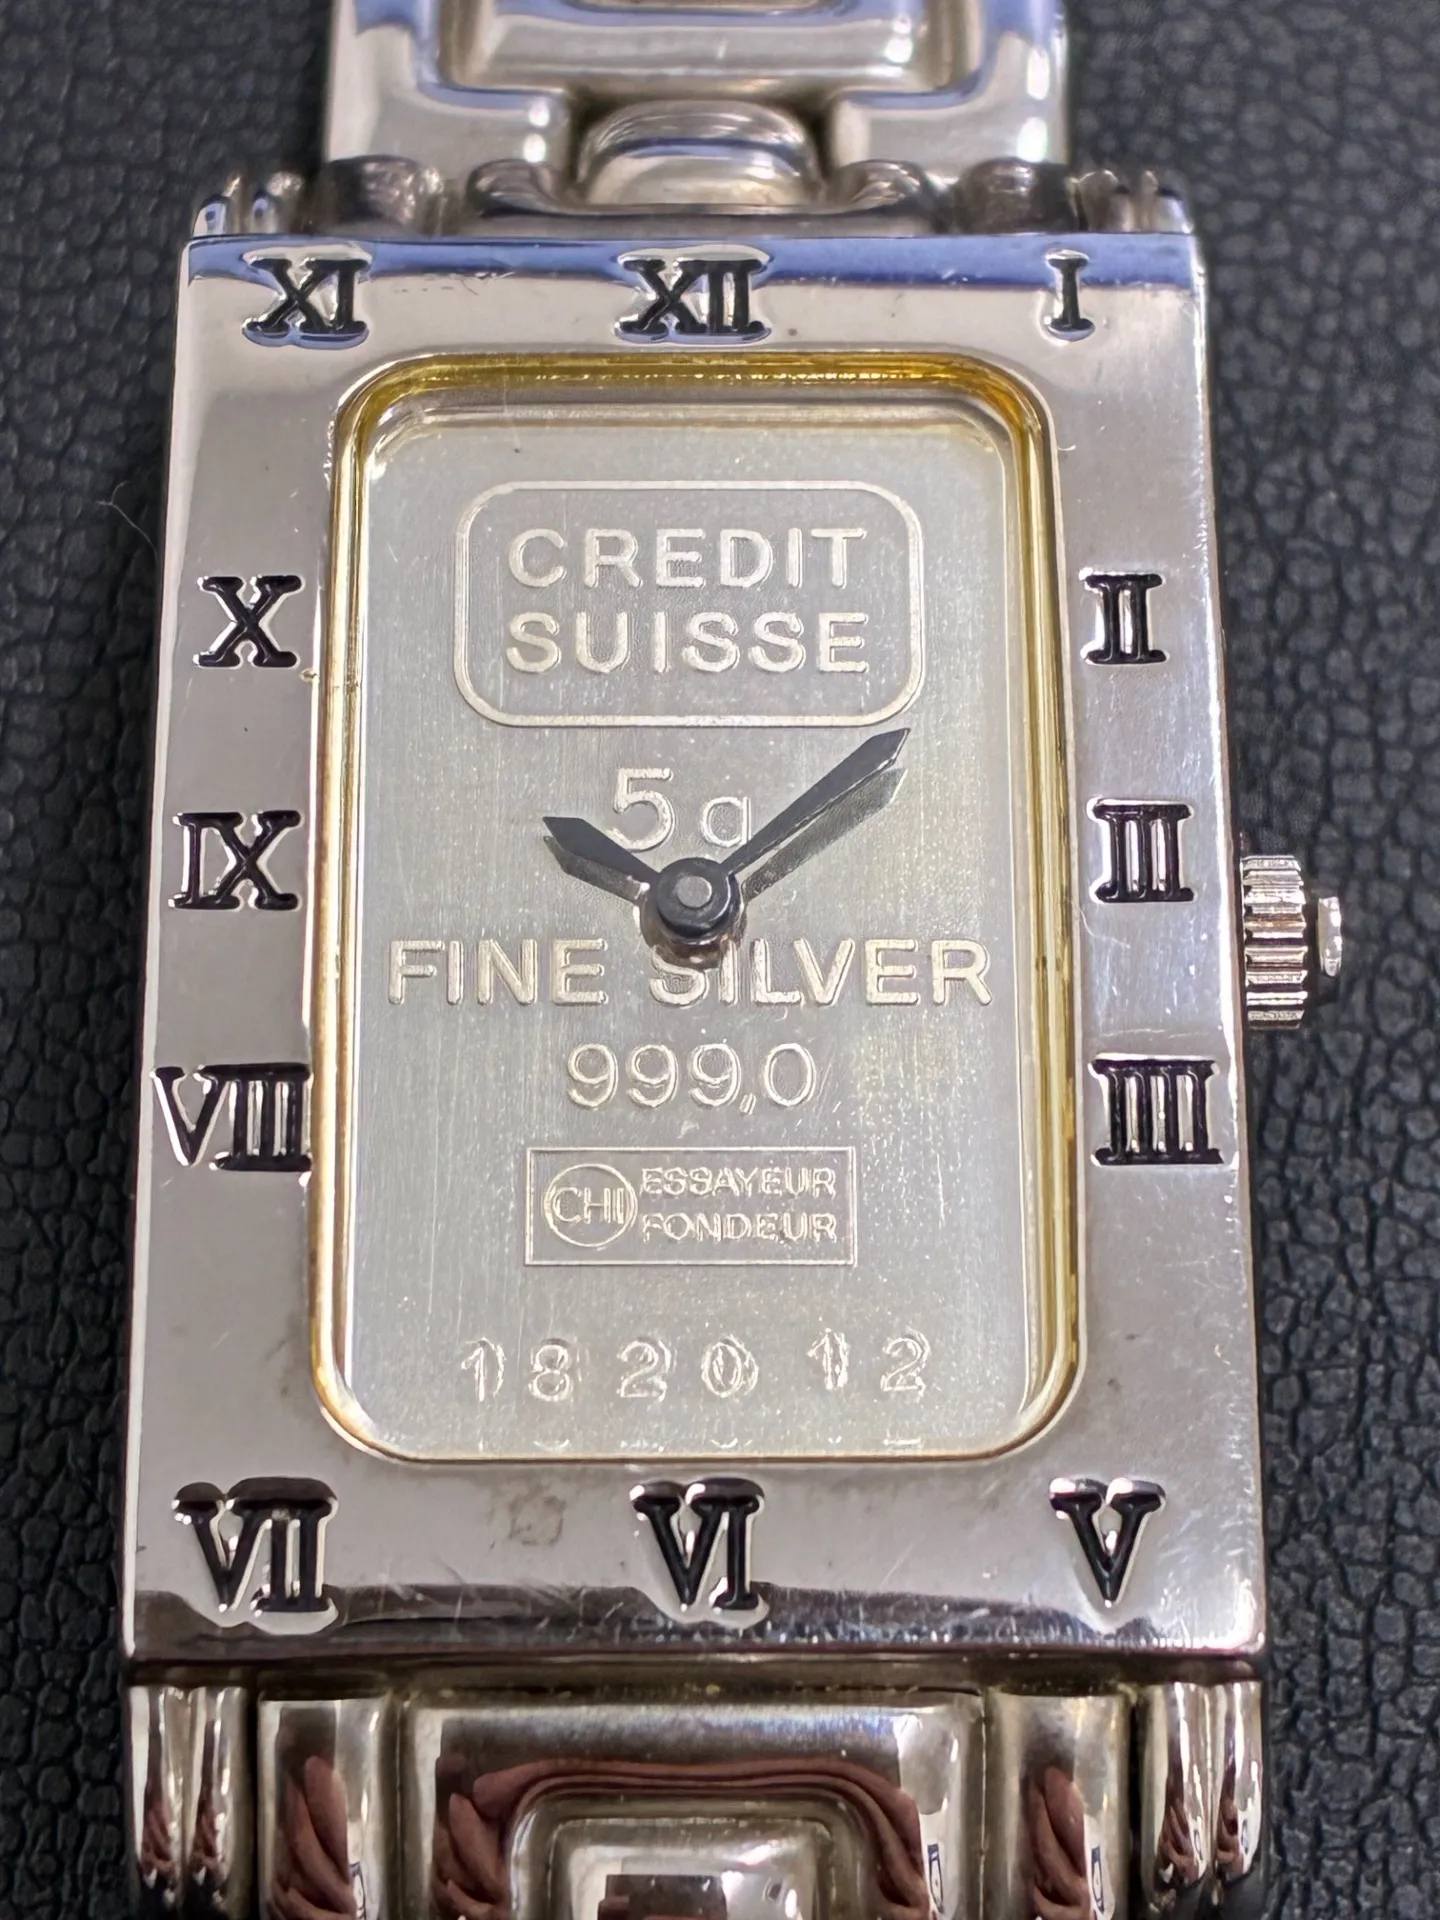 XI XII I
CREDIT
SUISSE
X II
5g
IX III
FINE SILVER
999,0
VIII IIII
CHI ESSAYEUR
FONDEUR
182012
VII VI V